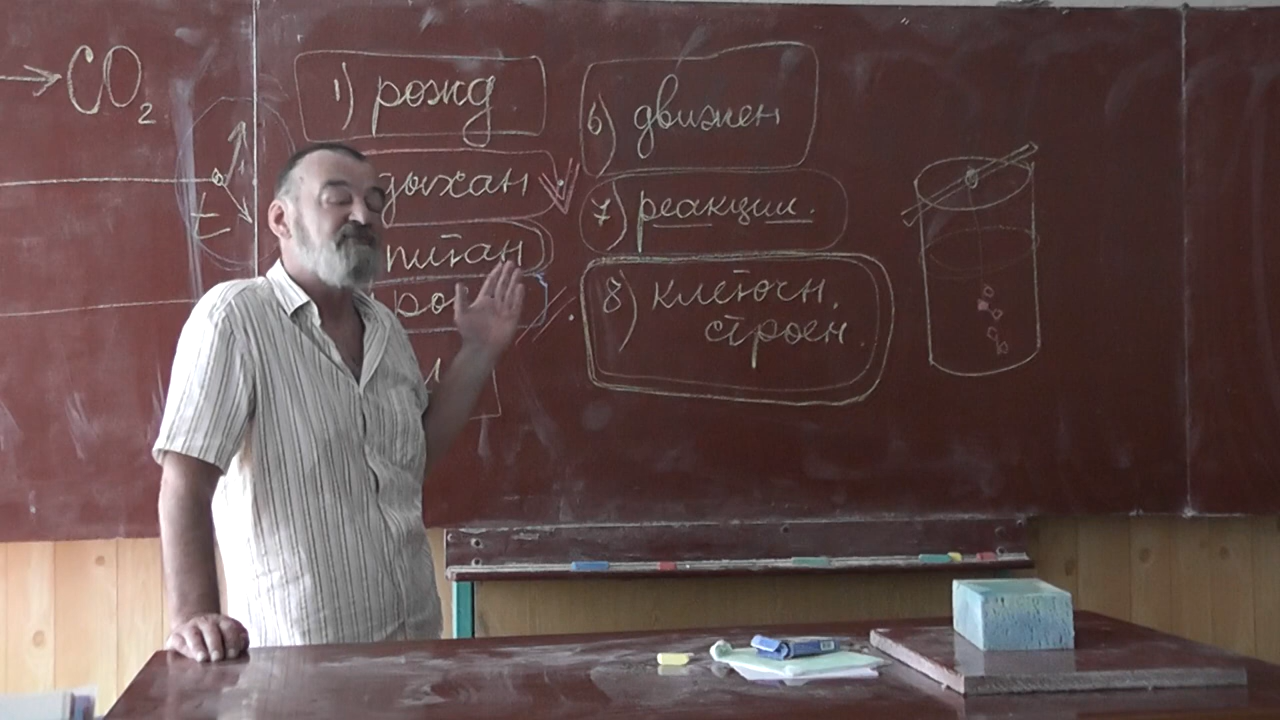 CO₂
1) рожд
дыхан
питан
6) движен
7) реакции.
8) клеточн.
строен.